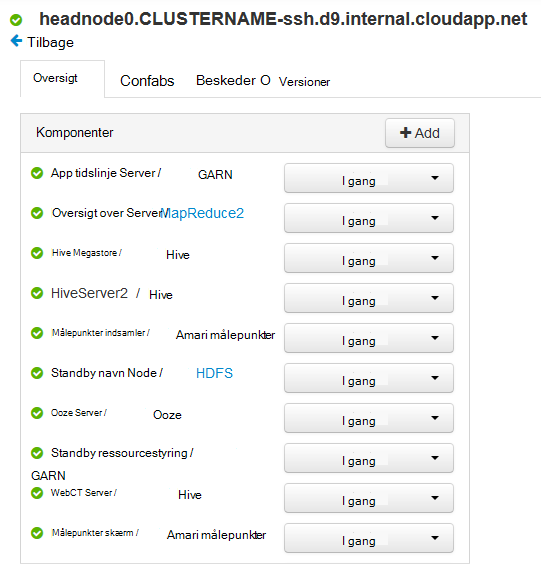 headnode0.CLUSTERNAME-ssh.d9.internal.cloudapp.net
Tilbage
Oversigt Confabs Beskeder O Versioner
Komponenter Add
App tidslinje Server / GARN I gang
Oversigt over Server MapReduce2 I gang
Hive Megastore / Hive I gang
HiveServer2 / Hive I gang
Målepunkter indsamler / Amari målepunkter I gang
Standby navn Node / HDFS I gang
Ooze Server / Ooze I gang
Standby ressourcestyring / I gang
GARN
WebCT Server / Hive I gang
Målepunkter skærm / Amari målepunkter I gang